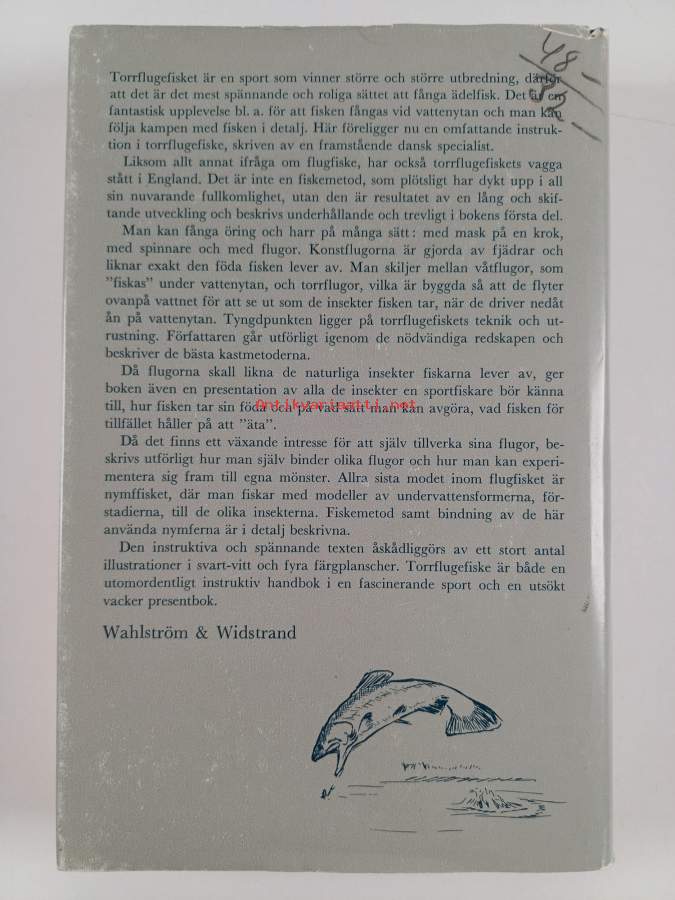 48 -
32 -
Torrflugefisket är en sport som vinner större och större utbredning, därför
att det är det mest spännande och roliga sättet att fånga ädelfisk. Det är en
fantastisk upplevelse bl. a. för att fisken fångas vid vattenytan och man kan
följa kampen med fisken i detalj. Här föreligger nu en omfattande instruk-
tion i torrflugefiske, skriven av en framstående dansk specialist.
Liksom allt annat ifråga om flugfiske, har också torrflugefiskets vagga
stått i England. Det är inte en fiskemetod, som plötsligt har dykt upp i all
sin nuvarande fullkomlighet, utan den är resultatet av en lång och skif-
tande utveckling och beskrivs underhållande och trevligt i bokens första del.
Man kan fånga öring och harr på många sätt: med mask på en krok,
med spinnare och med flugor. Konstflugorna är gjorda av fjädrar och
liknar exakt den föda fisken lever av. Man skiljer mellan våtflugor, som
"fiskas" under vattenytan, och torrflugor, vilka är byggda så att de flyter
ovanpå vattnet för att se ut som de insekter fisken tar, när de driver nedåt
ån på vattenytan. Tyngdpunkten ligger på torrflugefiskets teknik och ut-
rustning. Författaren går utförligt igenom de nödvändiga redskapen och
beskriver de bästa kastmetoderna.
Då flugorna skall likna de naturliga insekter fiskarna lever av, ger
boken även en presentation av alla de insekter en sportfiskare bör känna
till, hur fisken tar sin föda och på vad sätt man kan avgöra, vad fisken för
tillfället håller på att "äta".
Antikvariaatti.net
Då det finns ett växande intresse för att själv tillverka sina flugor, be-
skrivs utförligt hur man själv binder olika flugor och hur man kan experi-
mentera sig fram till egna mönster. Allra sista modet inom flugfisket är
nymffisket, där man fiskar med modeller av undervattensformerna, för-
stadierna, till de olika insekterna. Fiskemetod samt bindning av de här
använda nymferna är i detalj beskrivna.
Den instruktiva och spännande texten åskådliggörs av ett stort antal
illustrationer i svart-vitt och fyra färgplanscher. Torrflugefiske är både en
utomordentligt instruktiv handbok i en fascinerande sport och en utsökt
vacker presentbok.
Wahlström & Widstrand